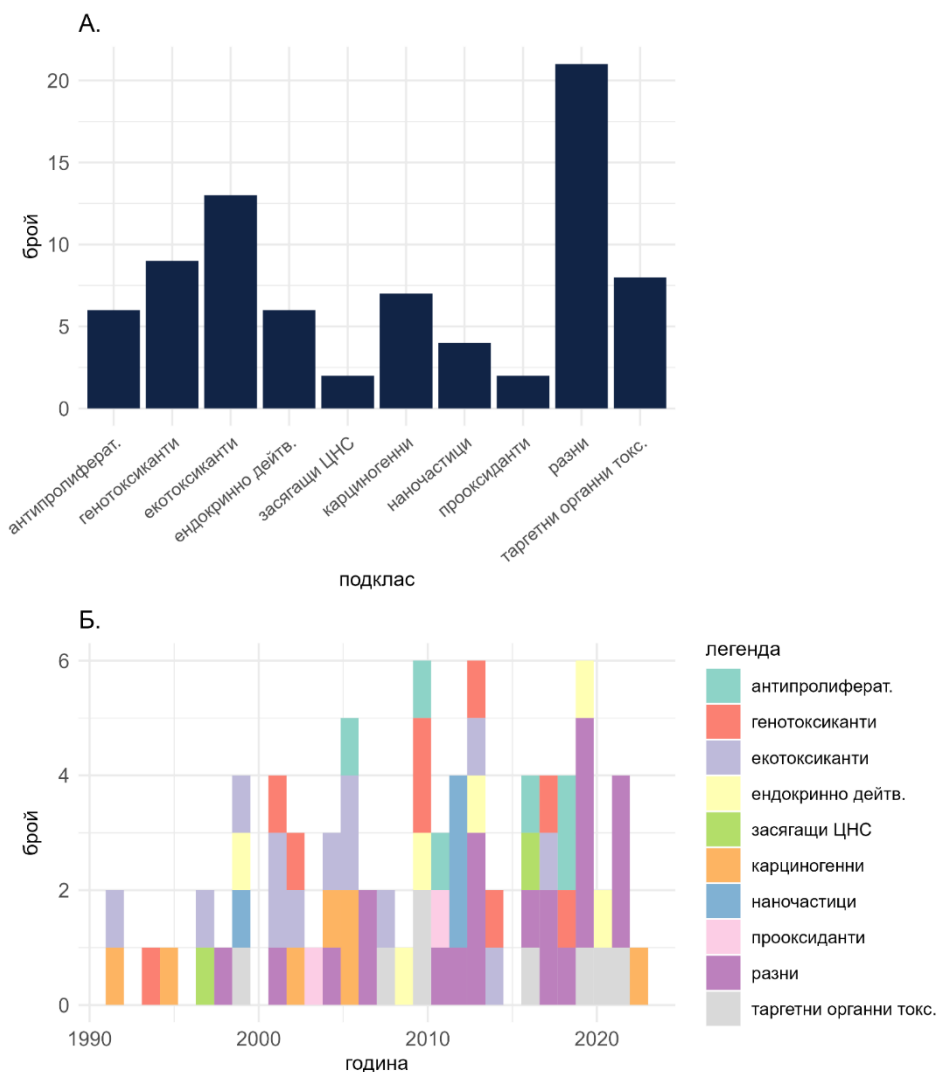 А.
20
15
10
5
0
брой
антипролиферат.
генотоксиканти
екотоксиканти
ендокринно дейтв.
засягащи ЦНС
карциногенни
наночастици
прооксиданти
разни
таргетни органни токс.
подклас
Б.
6
4
2
0
брой
1990
2000
2010
2020
година
легенда
антипролиферат.
генотоксиканти
екотоксиканти
ендокринно дейтв.
засягащи ЦНС
карциногенни
наночастици
прооксиданти
разни
таргетни органни токс.